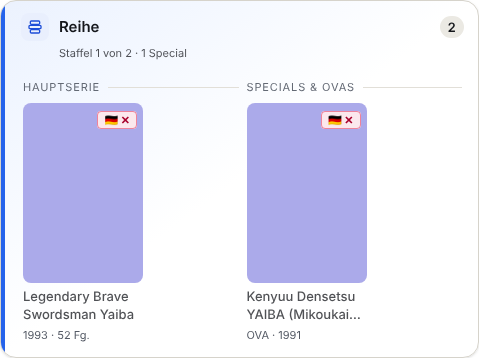 Reihe
2
Staffel 1 von 2 · 1 Special
HAUPTSERIE
SPECIALS & OVAS
🇩🇪 ×
🇩🇪 ×
Legendary Brave
Swordsman Yaiba
1993 · 52 Fg.
Kenyuu Densetsu
YAIBA (Mikoukai...
OVA · 1991